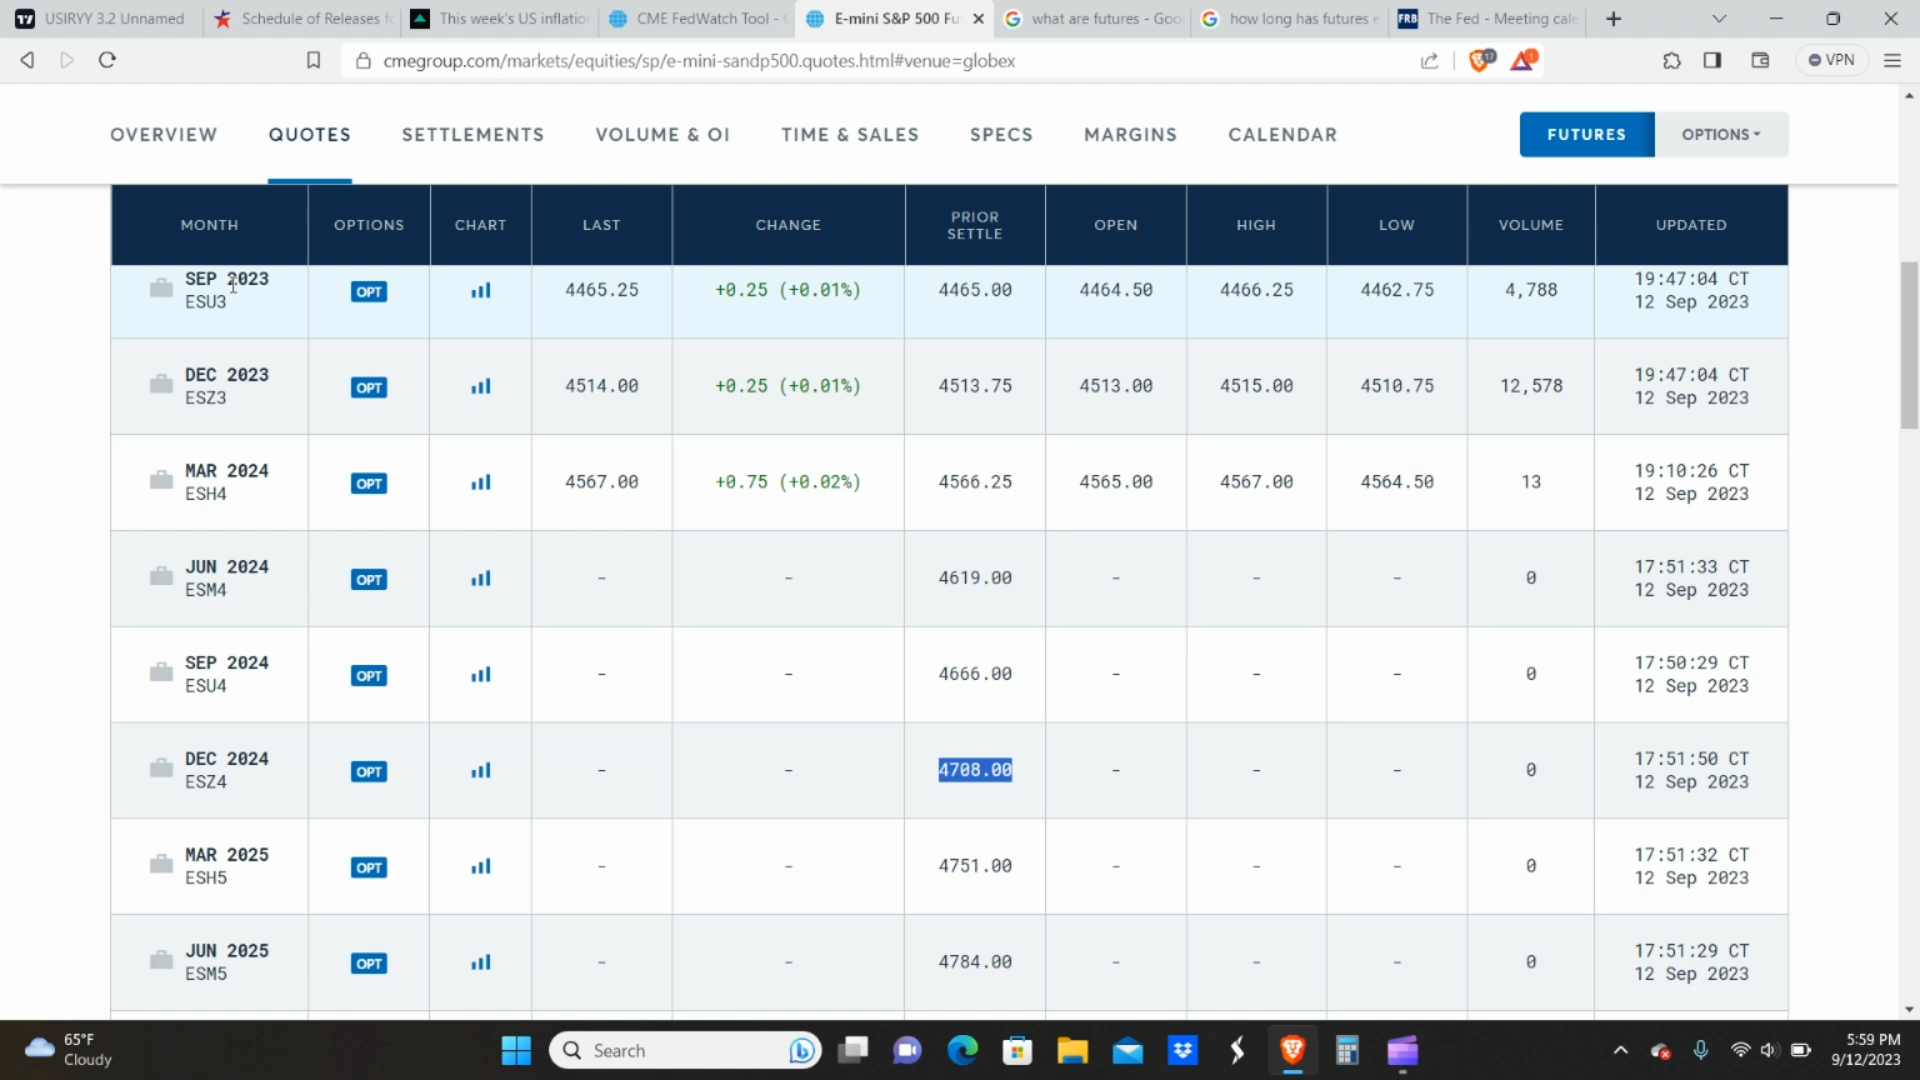 USIRYY 3.2 Unnamed
Schedule of Releases fo
This week's US inflation
CME FedWatch Tool - C
E-mini S&P 500 Fu
what are futures - Goo
how long has futures e
FRB
The Fed - Meeting cale
cmegroup.com/markets/equities/sp/e-mini-sandp500.quotes.html#venue=globex
17
1
VPN
OVERVIEW QUOTES SETTLEMENTS VOLUME & OI TIME & SALES SPECS MARGINS CALENDAR FUTURES OPTIONS
MONTH OPTIONS CHART LAST CHANGE PRIOR SETTLE OPEN HIGH LOW VOLUME UPDATED
SEP 2023 ESU3 OPT 4465.25 +0.25 (+0.01%) 4465.00 4464.50 4466.25 4462.75 4,788 19:47:04 CT 12 Sep 2023
DEC 2023 ESZ3 OPT 4514.00 +0.25 (+0.01%) 4513.75 4513.00 4515.00 4510.75 12,578 19:47:04 CT 12 Sep 2023
MAR 2024 ESH4 OPT 4567.00 +0.75 (+0.02%) 4566.25 4565.00 4567.00 4564.50 13 19:10:26 CT 12 Sep 2023
JUN 2024 ESM4 OPT - - 4619.00 - - - 0 17:51:33 CT 12 Sep 2023
SEP 2024 ESU4 OPT - - 4666.00 - - - 0 17:50:29 CT 12 Sep 2023
DEC 2024 ESZ4 OPT - - 4708.00 - - - 0 17:51:50 CT 12 Sep 2023
MAR 2025 ESH5 OPT - - 4751.00 - - - 0 17:51:32 CT 12 Sep 2023
JUN 2025 ESM5 OPT - - 4784.00 - - - 0 17:51:29 CT 12 Sep 2023
65°F
Cloudy
Search
5:59 PM
9/12/2023